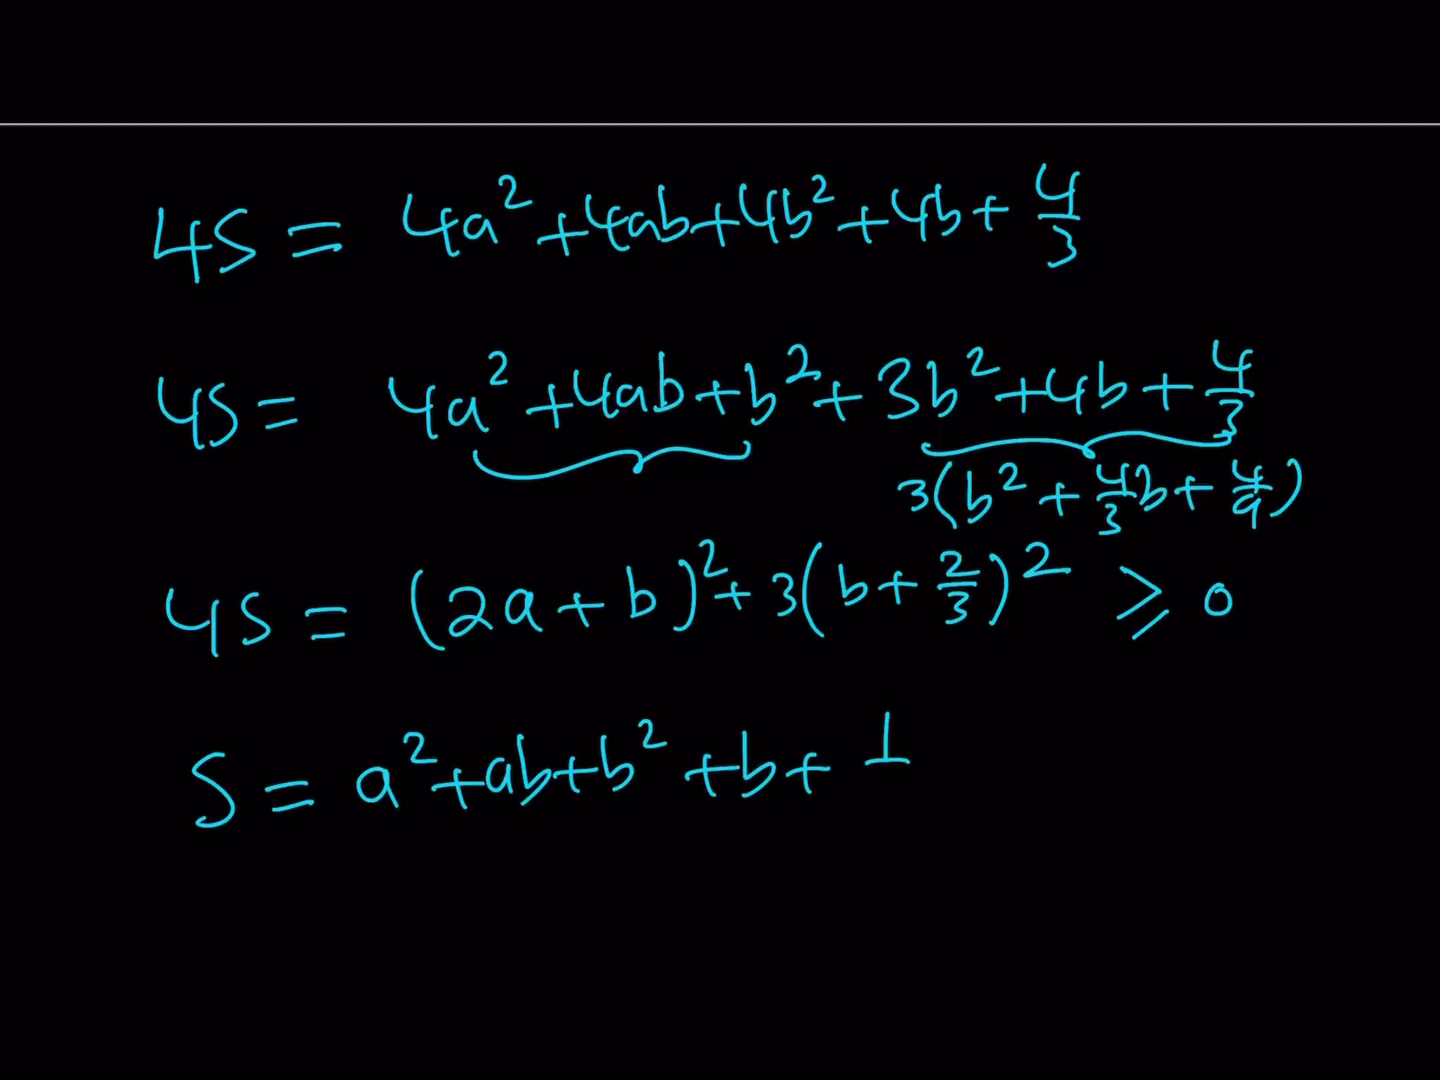 4S = 4a² + 4ab + 4b² + 4b + 4/3
4S = 4a² + 4ab + b² + 3b² + 4b + 4/3
3(b² + 4/3 b + 4/9)
4S = (2a + b)² + 3(b + 2/3)² ⩾ 0
S = a² + ab + b² + b + 1